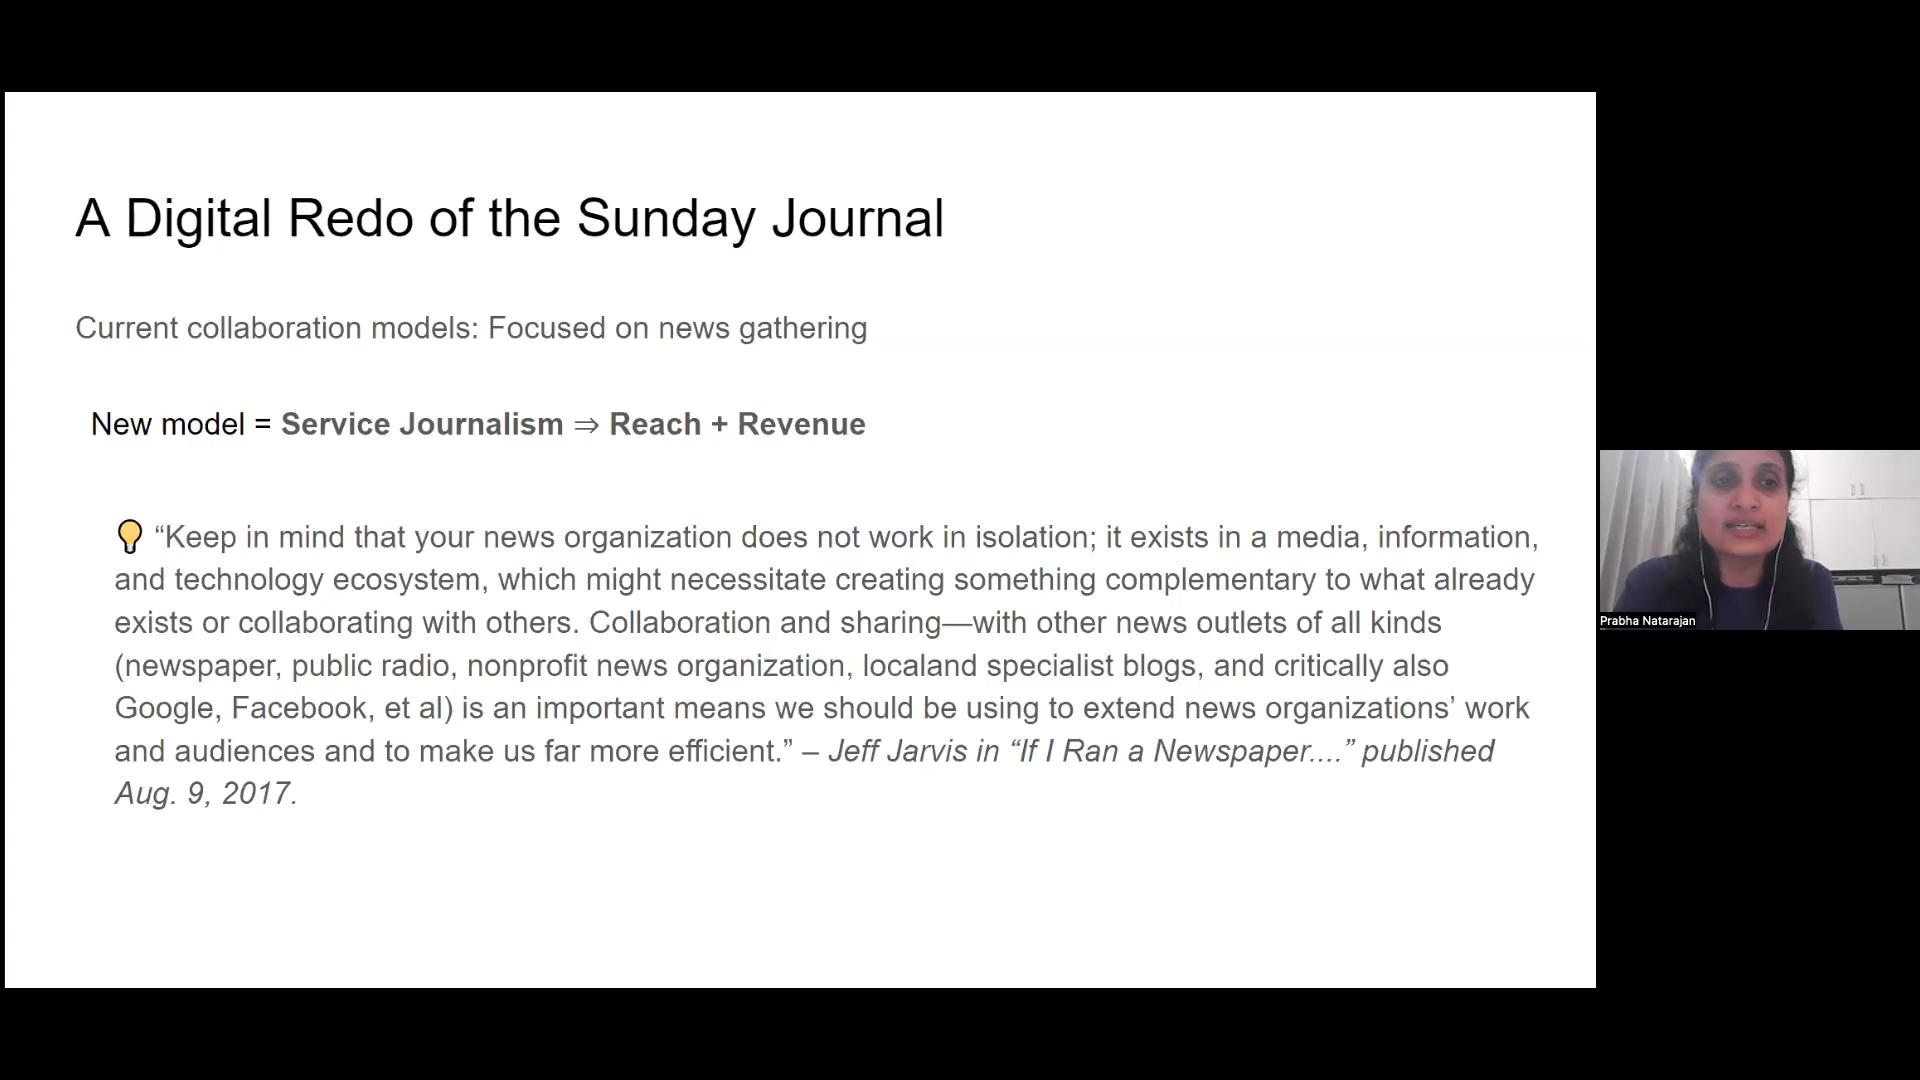 A Digital Redo of the Sunday Journal
Current collaboration models: Focused on news gathering
New model = Service Journalism ⇒ Reach + Revenue
“Keep in mind that your news organization does not work in isolation; it exists in a media, information,
and technology ecosystem, which might necessitate creating something complementary to what already
exists or collaborating with others. Collaboration and sharing—with other news outlets of all kinds
(newspaper, public radio, nonprofit news organization, localand specialist blogs, and critically also
Google, Facebook, et al) is an important means we should be using to extend news organizations’ work
and audiences and to make us far more efficient.” – Jeff Jarvis in “If I Ran a Newspaper....” published
Aug. 9, 2017.
Prabha Natarajan